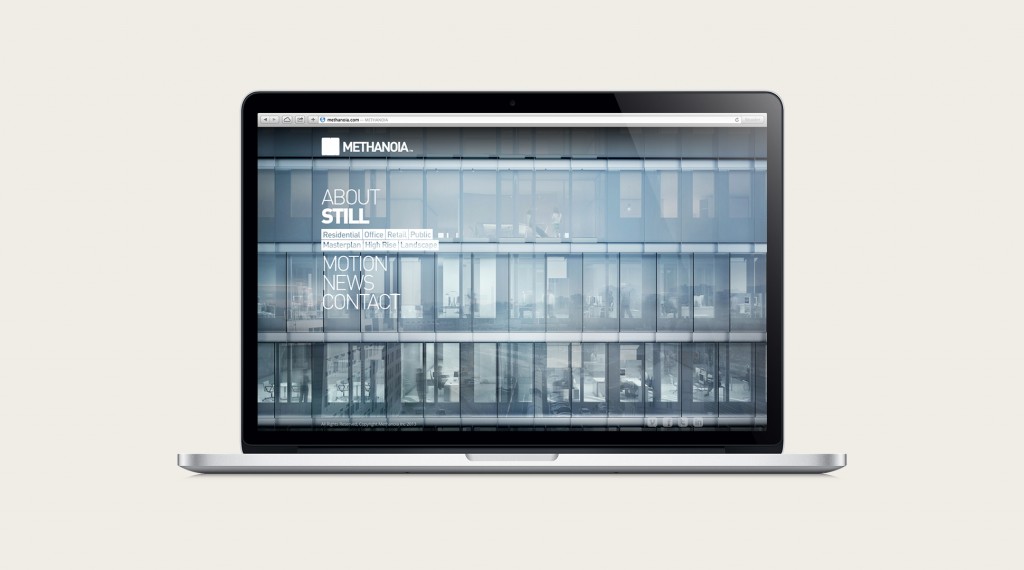 methanoia.com – METHANOIA
METHANOIA
ABOUT
STILL
Residential Office Retail Public
Masterplan High Rise Landscape
MOTION
NEWS
CONTACT
All Rights Reserved. Copyright Methanoia, Inc. 2013